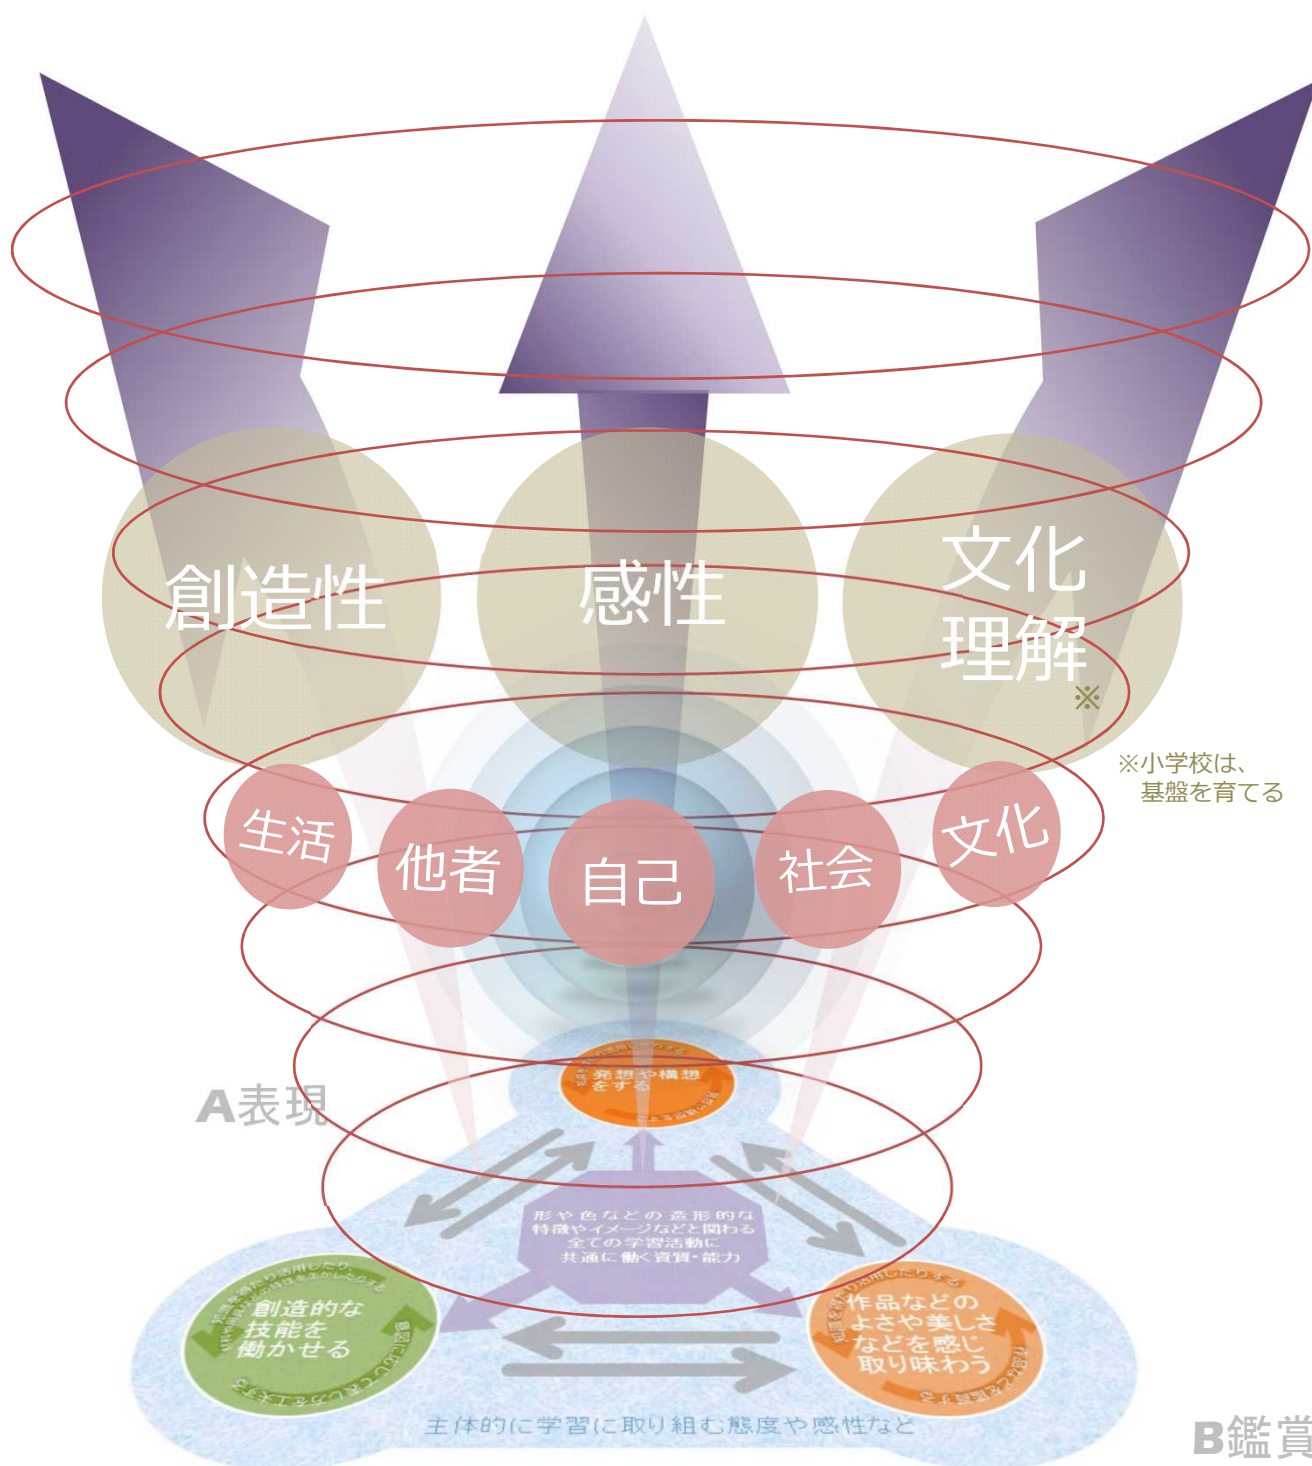 創造性
感性
文化
理解
※
※小学校は、
基盤を育てる
生活
他者
自己
社会
文化
A表現
発想や構想
をする
形や色などの造形的な
特徴やイメージなどと関わる
全ての学習活動に
共通に働く資質・能力
創造的な
技能を
働かせる
作品などの
よさや美しさ
などを感じ
取り味わう
主体的に学習に取り組む態度や感性など
B鑑賞